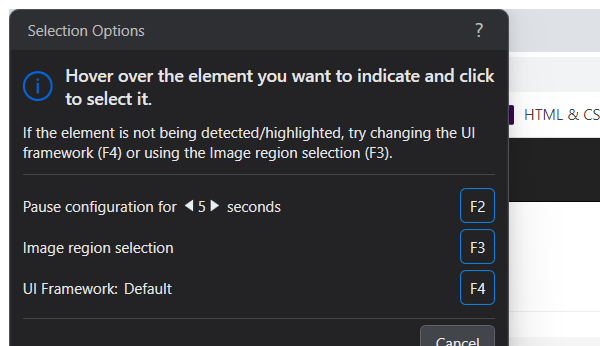 Selection Options ?
Hover over the element you want to indicate and click
to select it.
If the element is not being detected/highlighted, try changing the UI
framework (F4) or using the Image region selection (F3).
Pause configuration for 5 seconds F2
Image region selection F3
UI Framework: Default F4
Cancel
HTML & CS